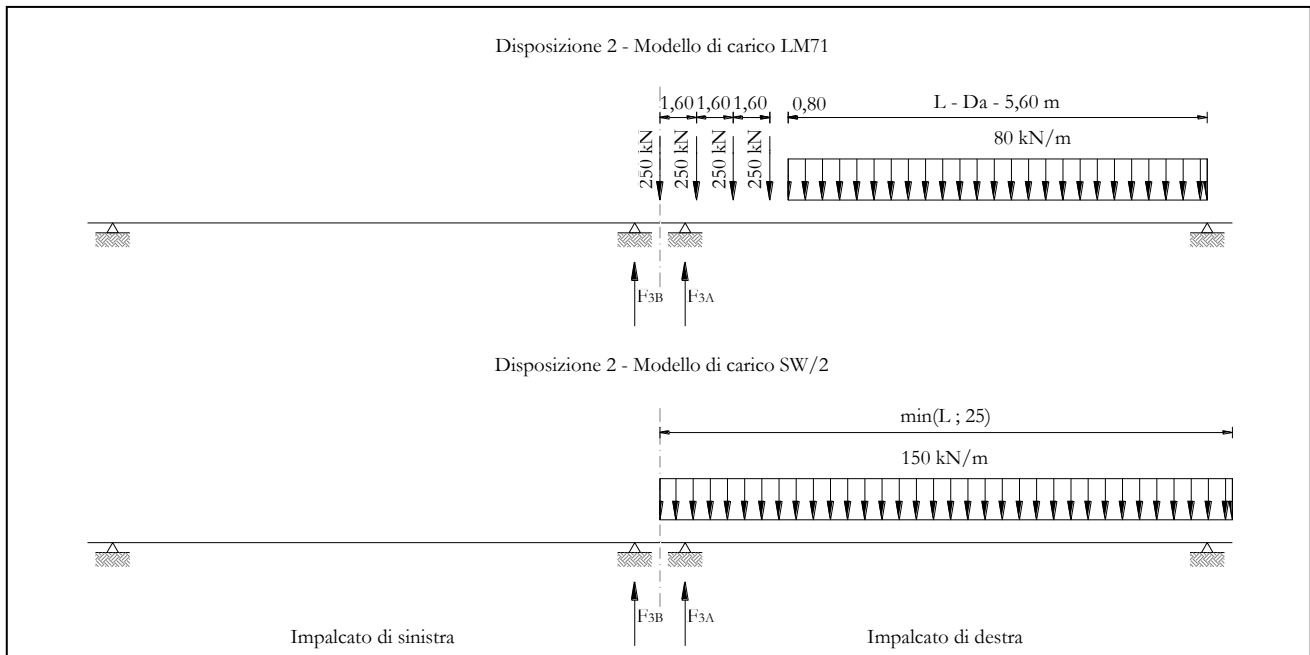 Disposizione 2 - Modello di carico LM71
1,60 1,60 1,60 0,80 L - Da - 5,60 m
250 kN 250 kN 250 kN 250 kN 80 kN/m
F3B F3A
Disposizione 2 - Modello di carico SW/2
min(L ; 25)
150 kN/m
F3B F3A
Impalcato di sinistra Impalcato di destra